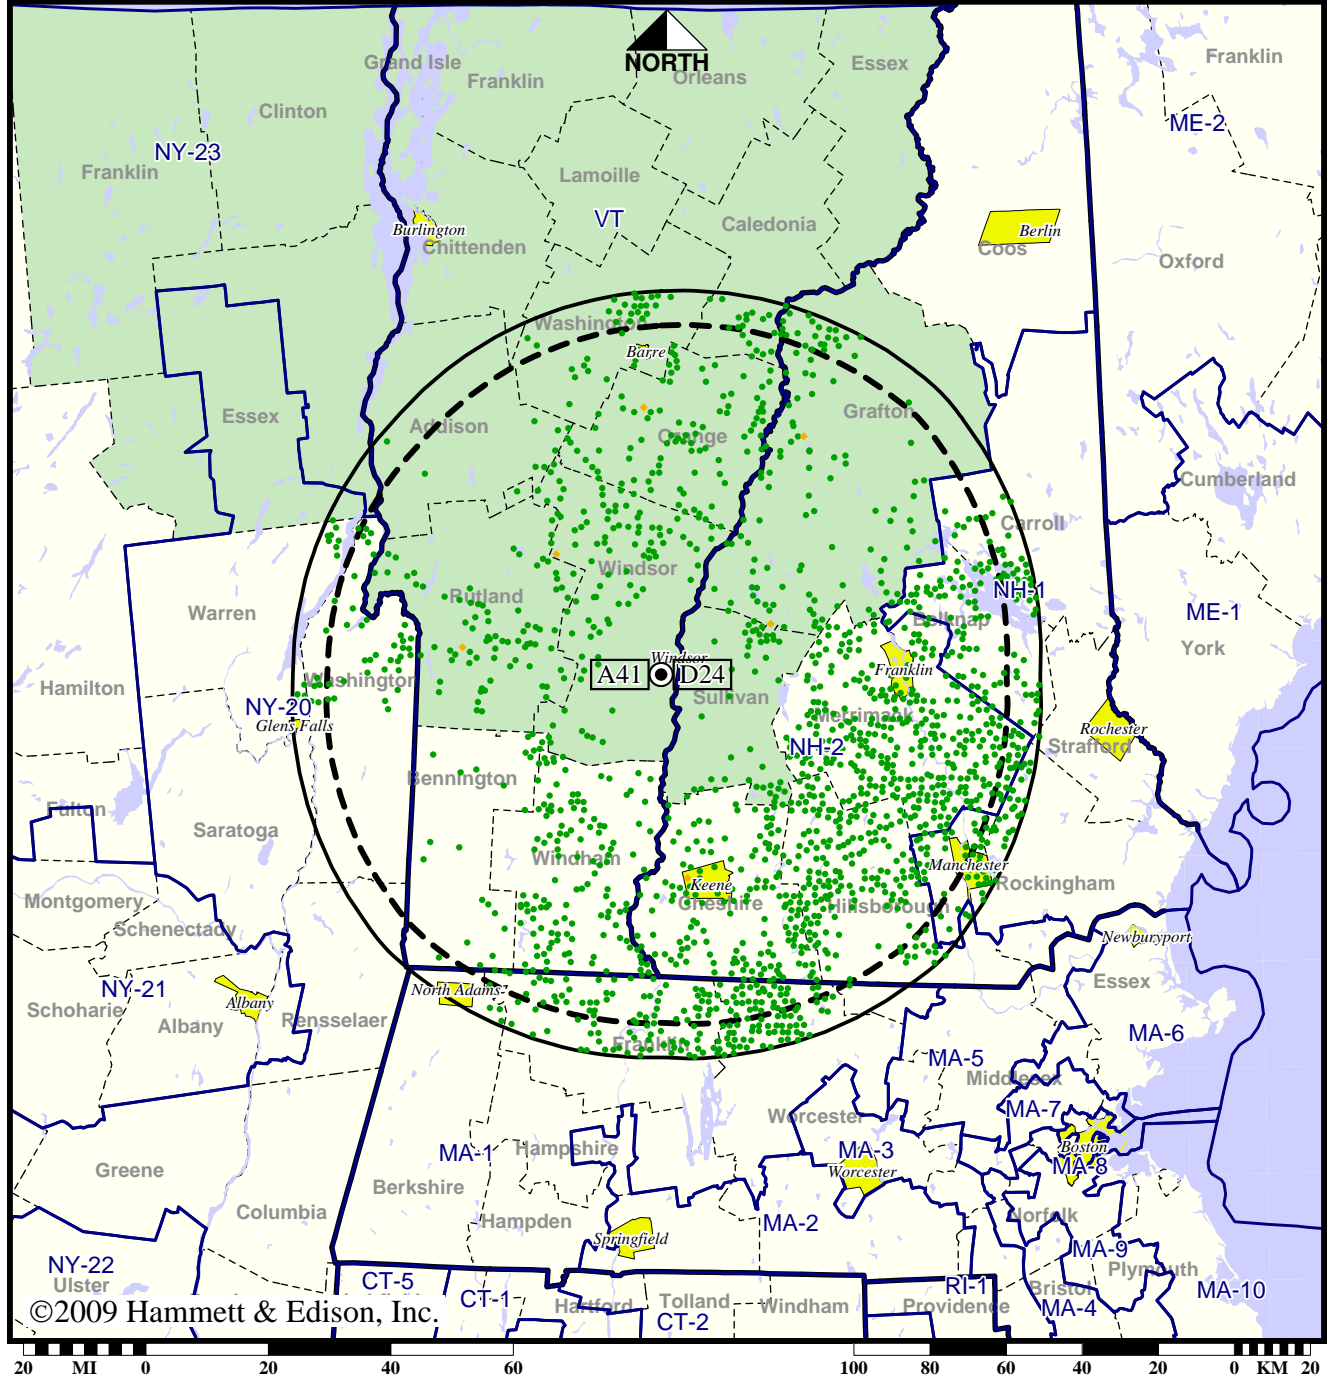 NORTH
Grand Isle
Franklin
Orleans
Essex
Franklin
Clinton
ME-2
NY-23
Franklin
Lamoille
VT
Caledonia
Burlington
Chittenden
Berlin
Coos
Oxford
Washington
Barre
Essex
Addison
Grafton
Orange
Cumberland
Carroll
Windsor
Rutland
NH-1
Warren
Belknap
ME-1
York
Windsor
A41
D24
Franklin
Hamilton
Washington
Sullivan
NY-20
Glens Falls
Merrimack
Rochester
Strafford
NH-2
Bennington
Fulton
Saratoga
Windham
Manchester
Keene
Rockingham
Montgomery
Cheshire
Hillsborough
Schenectady
Newburyport
Essex
NY-21
North Adams
Albany
Schoharie
Albany
Rensselaer
Franklin
MA-6
MA-5
Middlesex
MA-7
Worcester
MA-1
Hampshire
MA-3
Boston
MA-8
Greene
Worcester
Berkshire
Columbia
Hampden
MA-2
Norfolk
Springfield
MA-9
NY-22
Plymouth
Ulster
CT-5
RI-1
Bristol
MA-10
CT-1
Hartford
Tolland
Windham
Providence
MA-4
©2009 Hammett & Edison, Inc.
CT-2
20 MI 0 20 40 60 100 80 60 40 20 0 KM 20